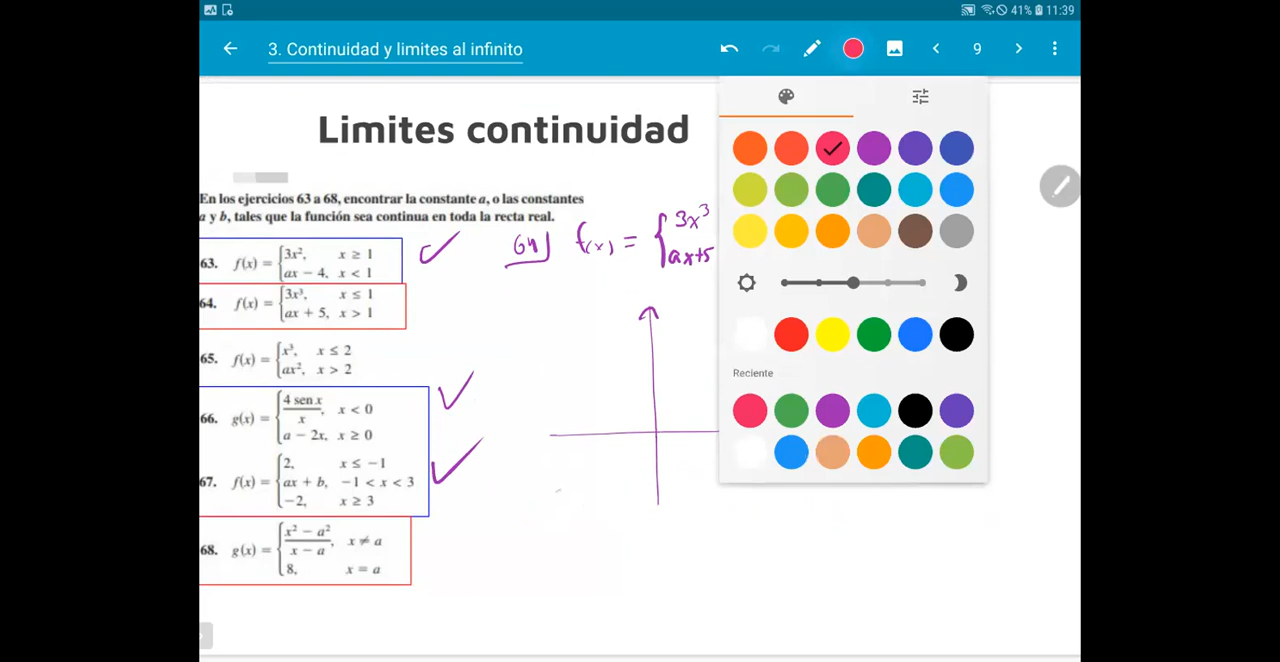 41% 11:39
3. Continuidad y limites al infinito
9
Limites continuidad
En los ejercicios 63 a 68, encontrar la constante a, o las constantes
a y b, tales que la función sea continua en toda la recta real.
63. f(x) = {3x², x ≥ 1
ax − 4, x < 1
64. f(x) = {3x³, x ≤ 1
ax + 5, x > 1
65. f(x) = {x³, x ≤ 2
ax², x > 2
66. g(x) = {4 sen x / x, x < 0
a − 2x, x ≥ 0
67. f(x) = {2, x ≤ −1
ax + b, −1 < x < 3
−2, x ≥ 3
68. g(x) = {x² − a² / x − a, x ≠ a
8, x = a
64) f(x) = {3x³
ax+5
Reciente